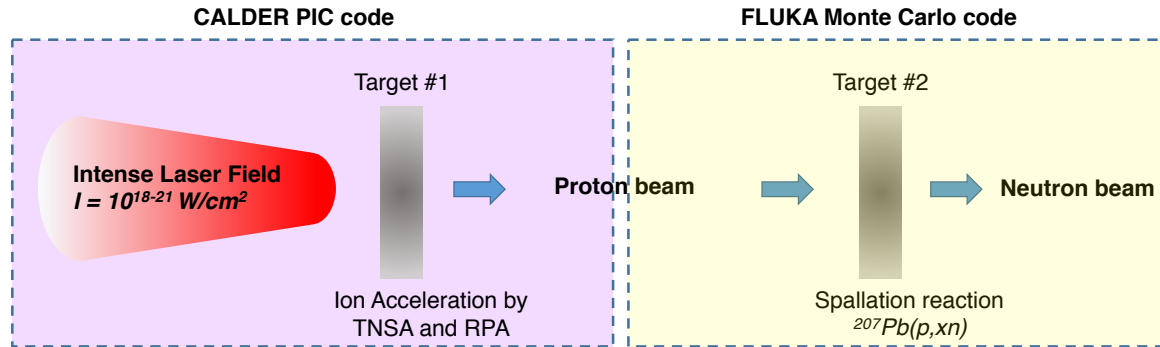 CALDER PIC code
FLUKA Monte Carlo code
Target #1
Target #2
Intense Laser Field
I = 10^18-21 W/cm^2
Proton beam
Neutron beam
Ion Acceleration by
TNSA and RPA
Spallation reaction
^207Pb(p,xn)